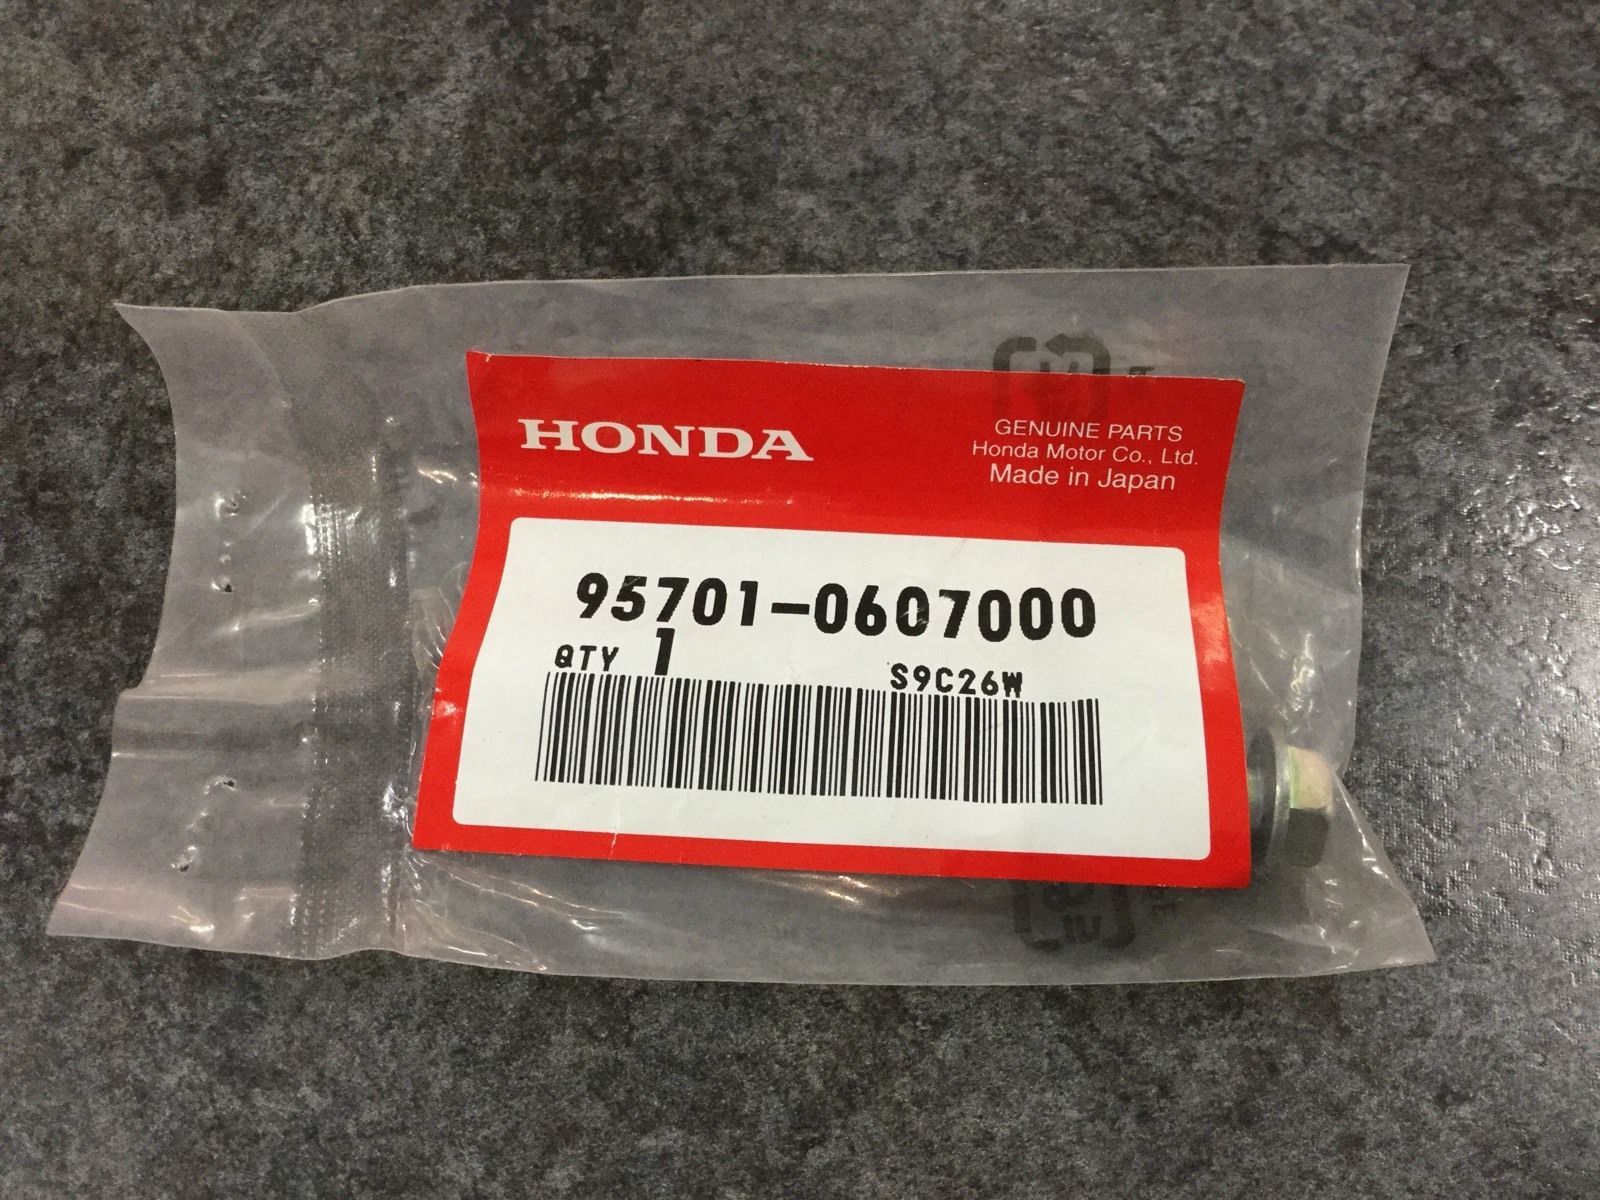 HONDA
GENUINE PARTS
Honda Motor Co., Ltd.
Made in Japan
95701-0607000
QTY 1
S9C26W